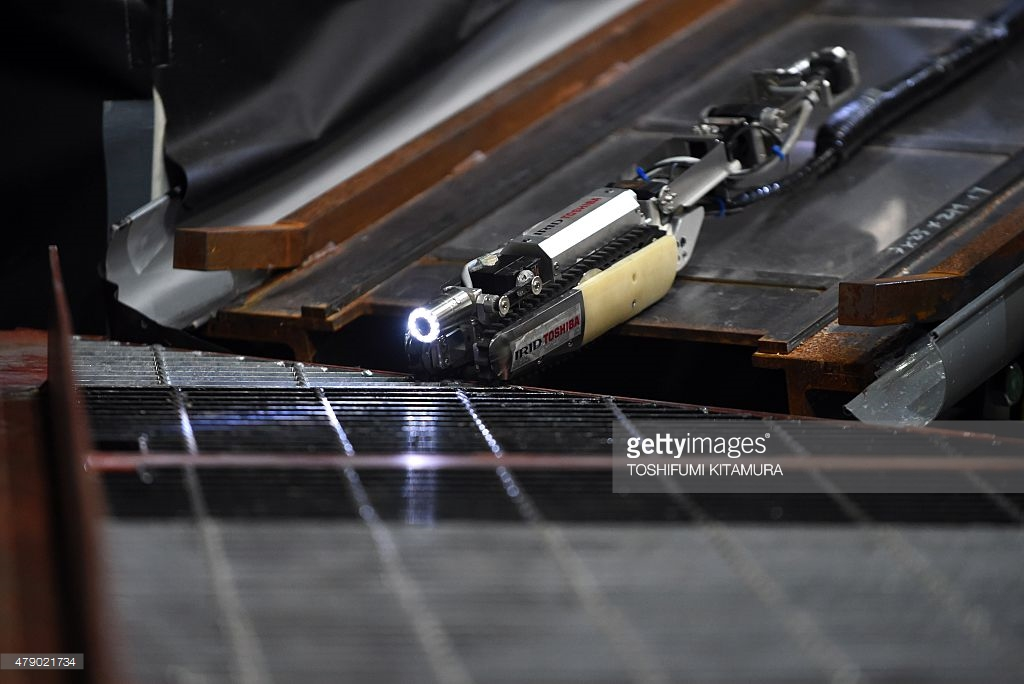 IRID TOSHIBA
IRID TOSHIBA
gettyimages
TOSHIFUMI KITAMURA
479021734